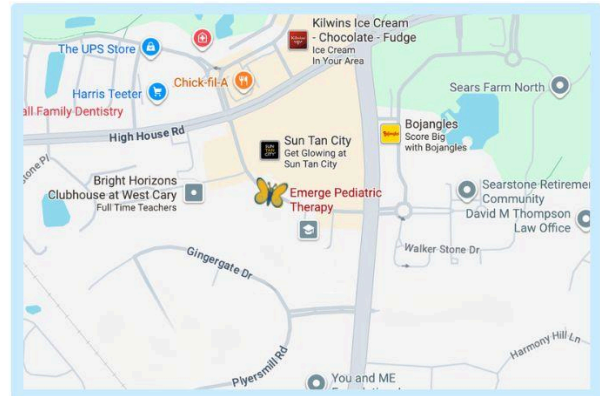 Kilwins Ice Cream
- Chocolate - Fudge
Ice Cream
In Your Area
The UPS Store
Chick-fil-A
Harris Teeter
Sears Farm North
all Family Dentistry
High House Rd
Bojangles
Score Big
with Bojangles
Sun Tan City
Get Glowing at
Sun Tan City
SUN
TAN
CITY
Bright Horizons
Clubhouse at West Cary
Full Time Teachers
Emerge Pediatric
Therapy
Searstone Retiremen
Community
David M Thompson
Law Office
Walker Stone Dr
Gingergate Dr
Plyersmill Rd
Harmony Hill Ln
You and ME